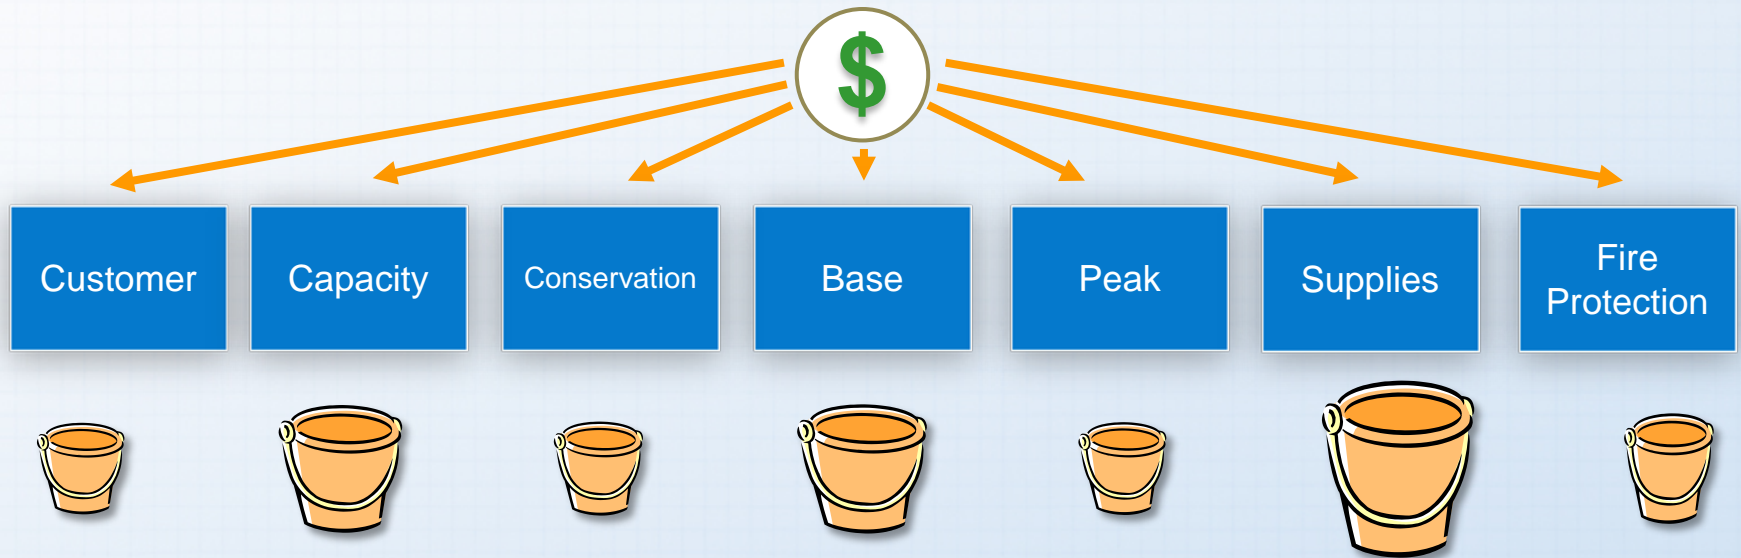 $
Customer
Capacity
Conservation
Base
Peak
Supplies
Fire
Protection